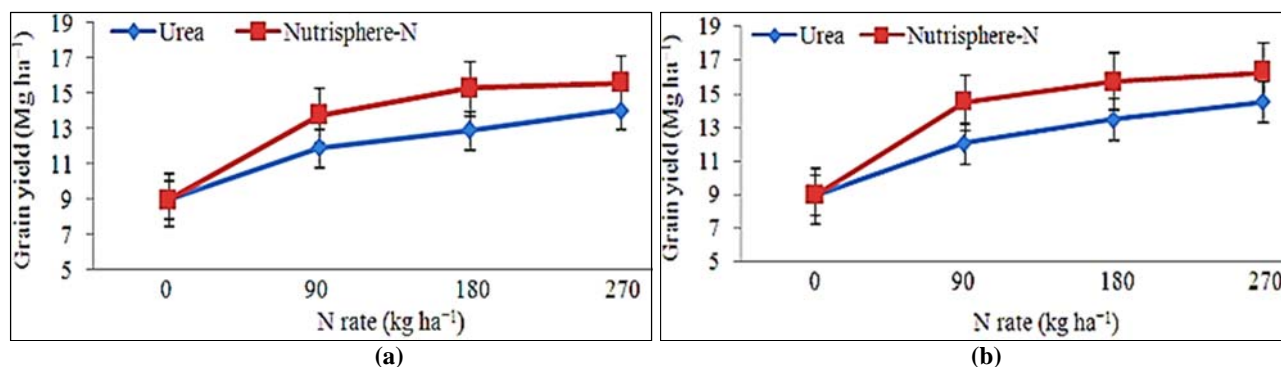 Urea Nutrisphere-N
Grain yield (Mg ha⁻¹)
19
17
15
13
11
9
7
5
0 90 180 270
N rate (kg ha⁻¹)
(a)
Urea Nutrisphere-N
Grain yield (Mg ha⁻¹)
19
17
15
13
11
9
7
5
0 90 180 270
N rate (kg ha⁻¹)
(b)